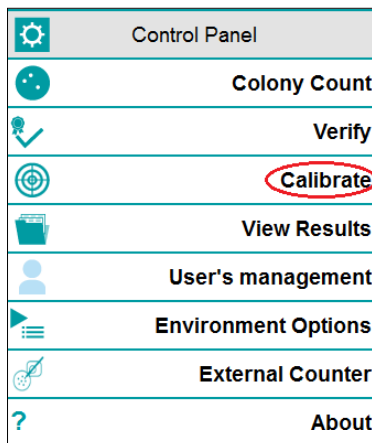 Control Panel
Colony Count
Verify
Calibrate
View Results
User's management
Environment Options
External Counter
? About